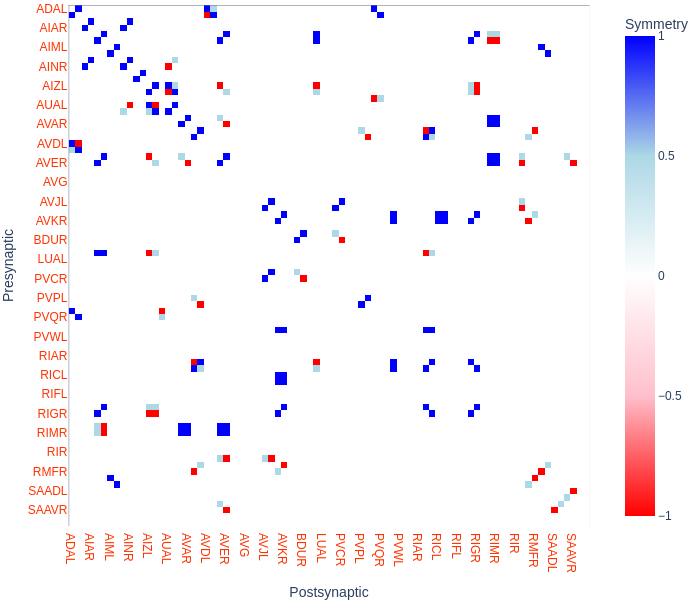 Symmetry
1
0.5
0
−0.5
−1
Presynaptic
ADAL
AIAR
AIML
AINR
AIZL
AUAL
AVAR
AVDL
AVER
AVG
AVJL
AVKR
BDUR
LUAL
PVCR
PVPL
PVQR
PVWL
RIAR
RICL
RIFL
RIGR
RIMR
RIR
RMFR
SAADL
SAAVR
ADAL
AIAR
AIML
AINR
AIZL
AUAL
AVAR
AVDL
AVER
AVG
AVJL
AVKR
BDUR
LUAL
PVCR
PVPL
PVQR
PVWL
RIAR
RICL
RIFL
RIGR
RIMR
RIR
RMFR
SAADL
SAAVR
Postsynaptic